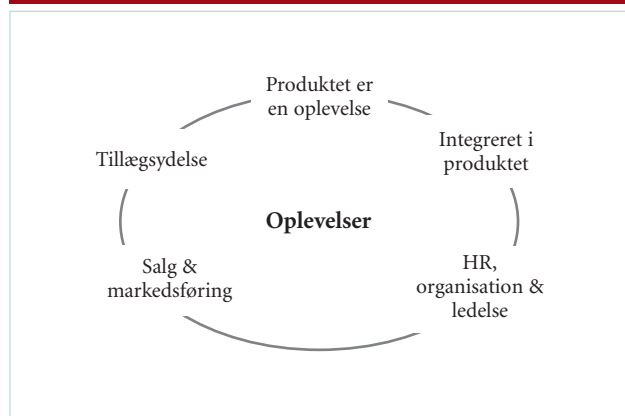 Produktet er
en oplevelse
Integreret i
produktet
Tillægsydelse
Oplevelser
HR,
organisation &
ledelse
Salg &
markedsføring